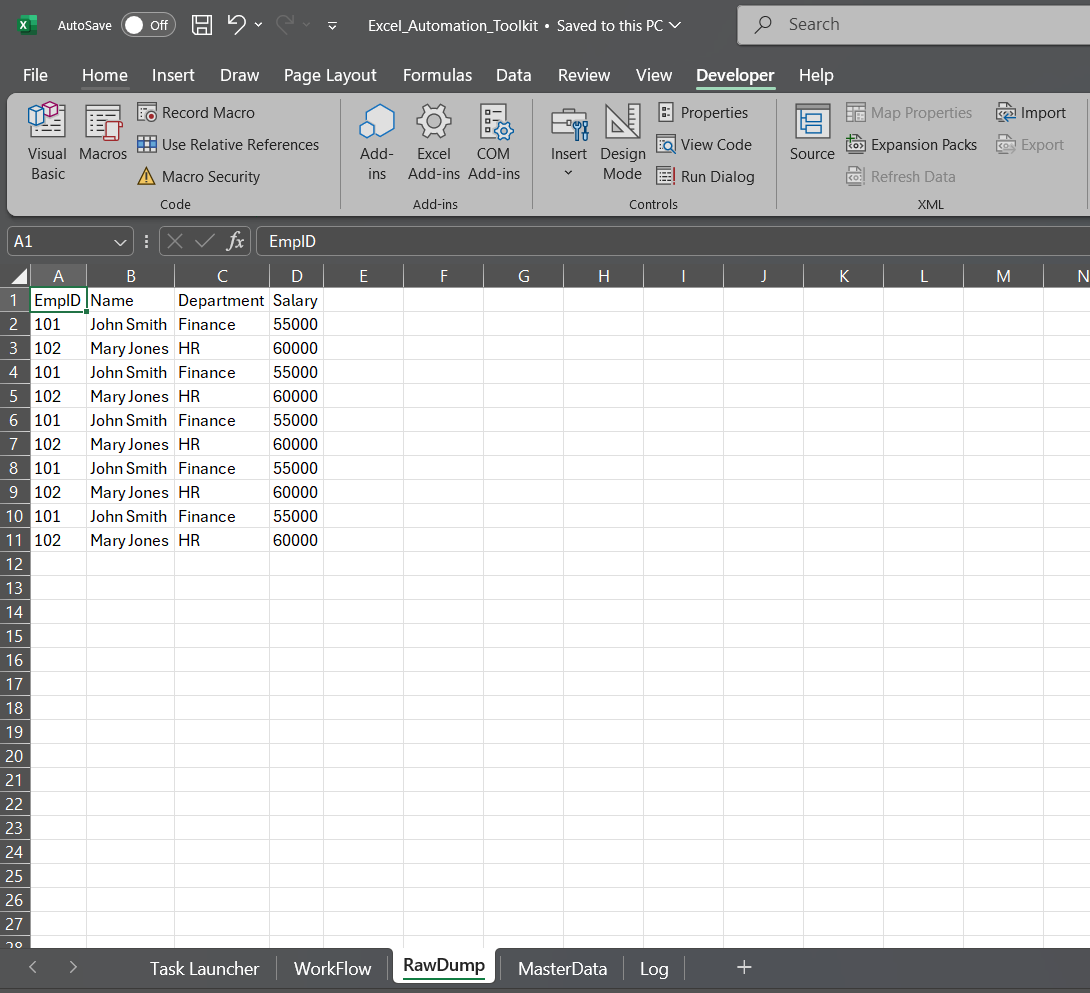 AutoSave Off Excel_Automation_Toolkit • Saved to this PC Search
File Home Insert Draw Page Layout Formulas Data Review View Developer Help
Visual Basic
Macros
Record Macro
Use Relative References
Macro Security
Code
Add-ins
Excel Add-ins
COM Add-ins
Add-ins
Insert
Design Mode
Properties
View Code
Run Dialog
Controls
Source
Map Properties
Expansion Packs
Refresh Data
Import
Export
XML
A1 fx EmpID
A B C D E F G H I J K L M N
1 EmpID Name Department Salary
2 101 John Smith Finance 55000
3 102 Mary Jones HR 60000
4 101 John Smith Finance 55000
5 102 Mary Jones HR 60000
6 101 John Smith Finance 55000
7 102 Mary Jones HR 60000
8 101 John Smith Finance 55000
9 102 Mary Jones HR 60000
10 101 John Smith Finance 55000
11 102 Mary Jones HR 60000
12
13
14
15
16
17
18
19
20
21
22
23
24
25
26
27
28
Task Launcher WorkFlow RawDump MasterData Log